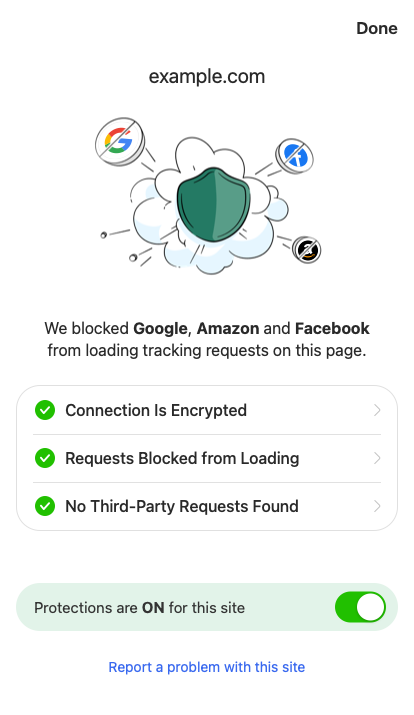 Done
example.com
We blocked Google, Amazon and Facebook
from loading tracking requests on this page.
Connection Is Encrypted
Requests Blocked from Loading
No Third-Party Requests Found
Protections are ON for this site
Report a problem with this site